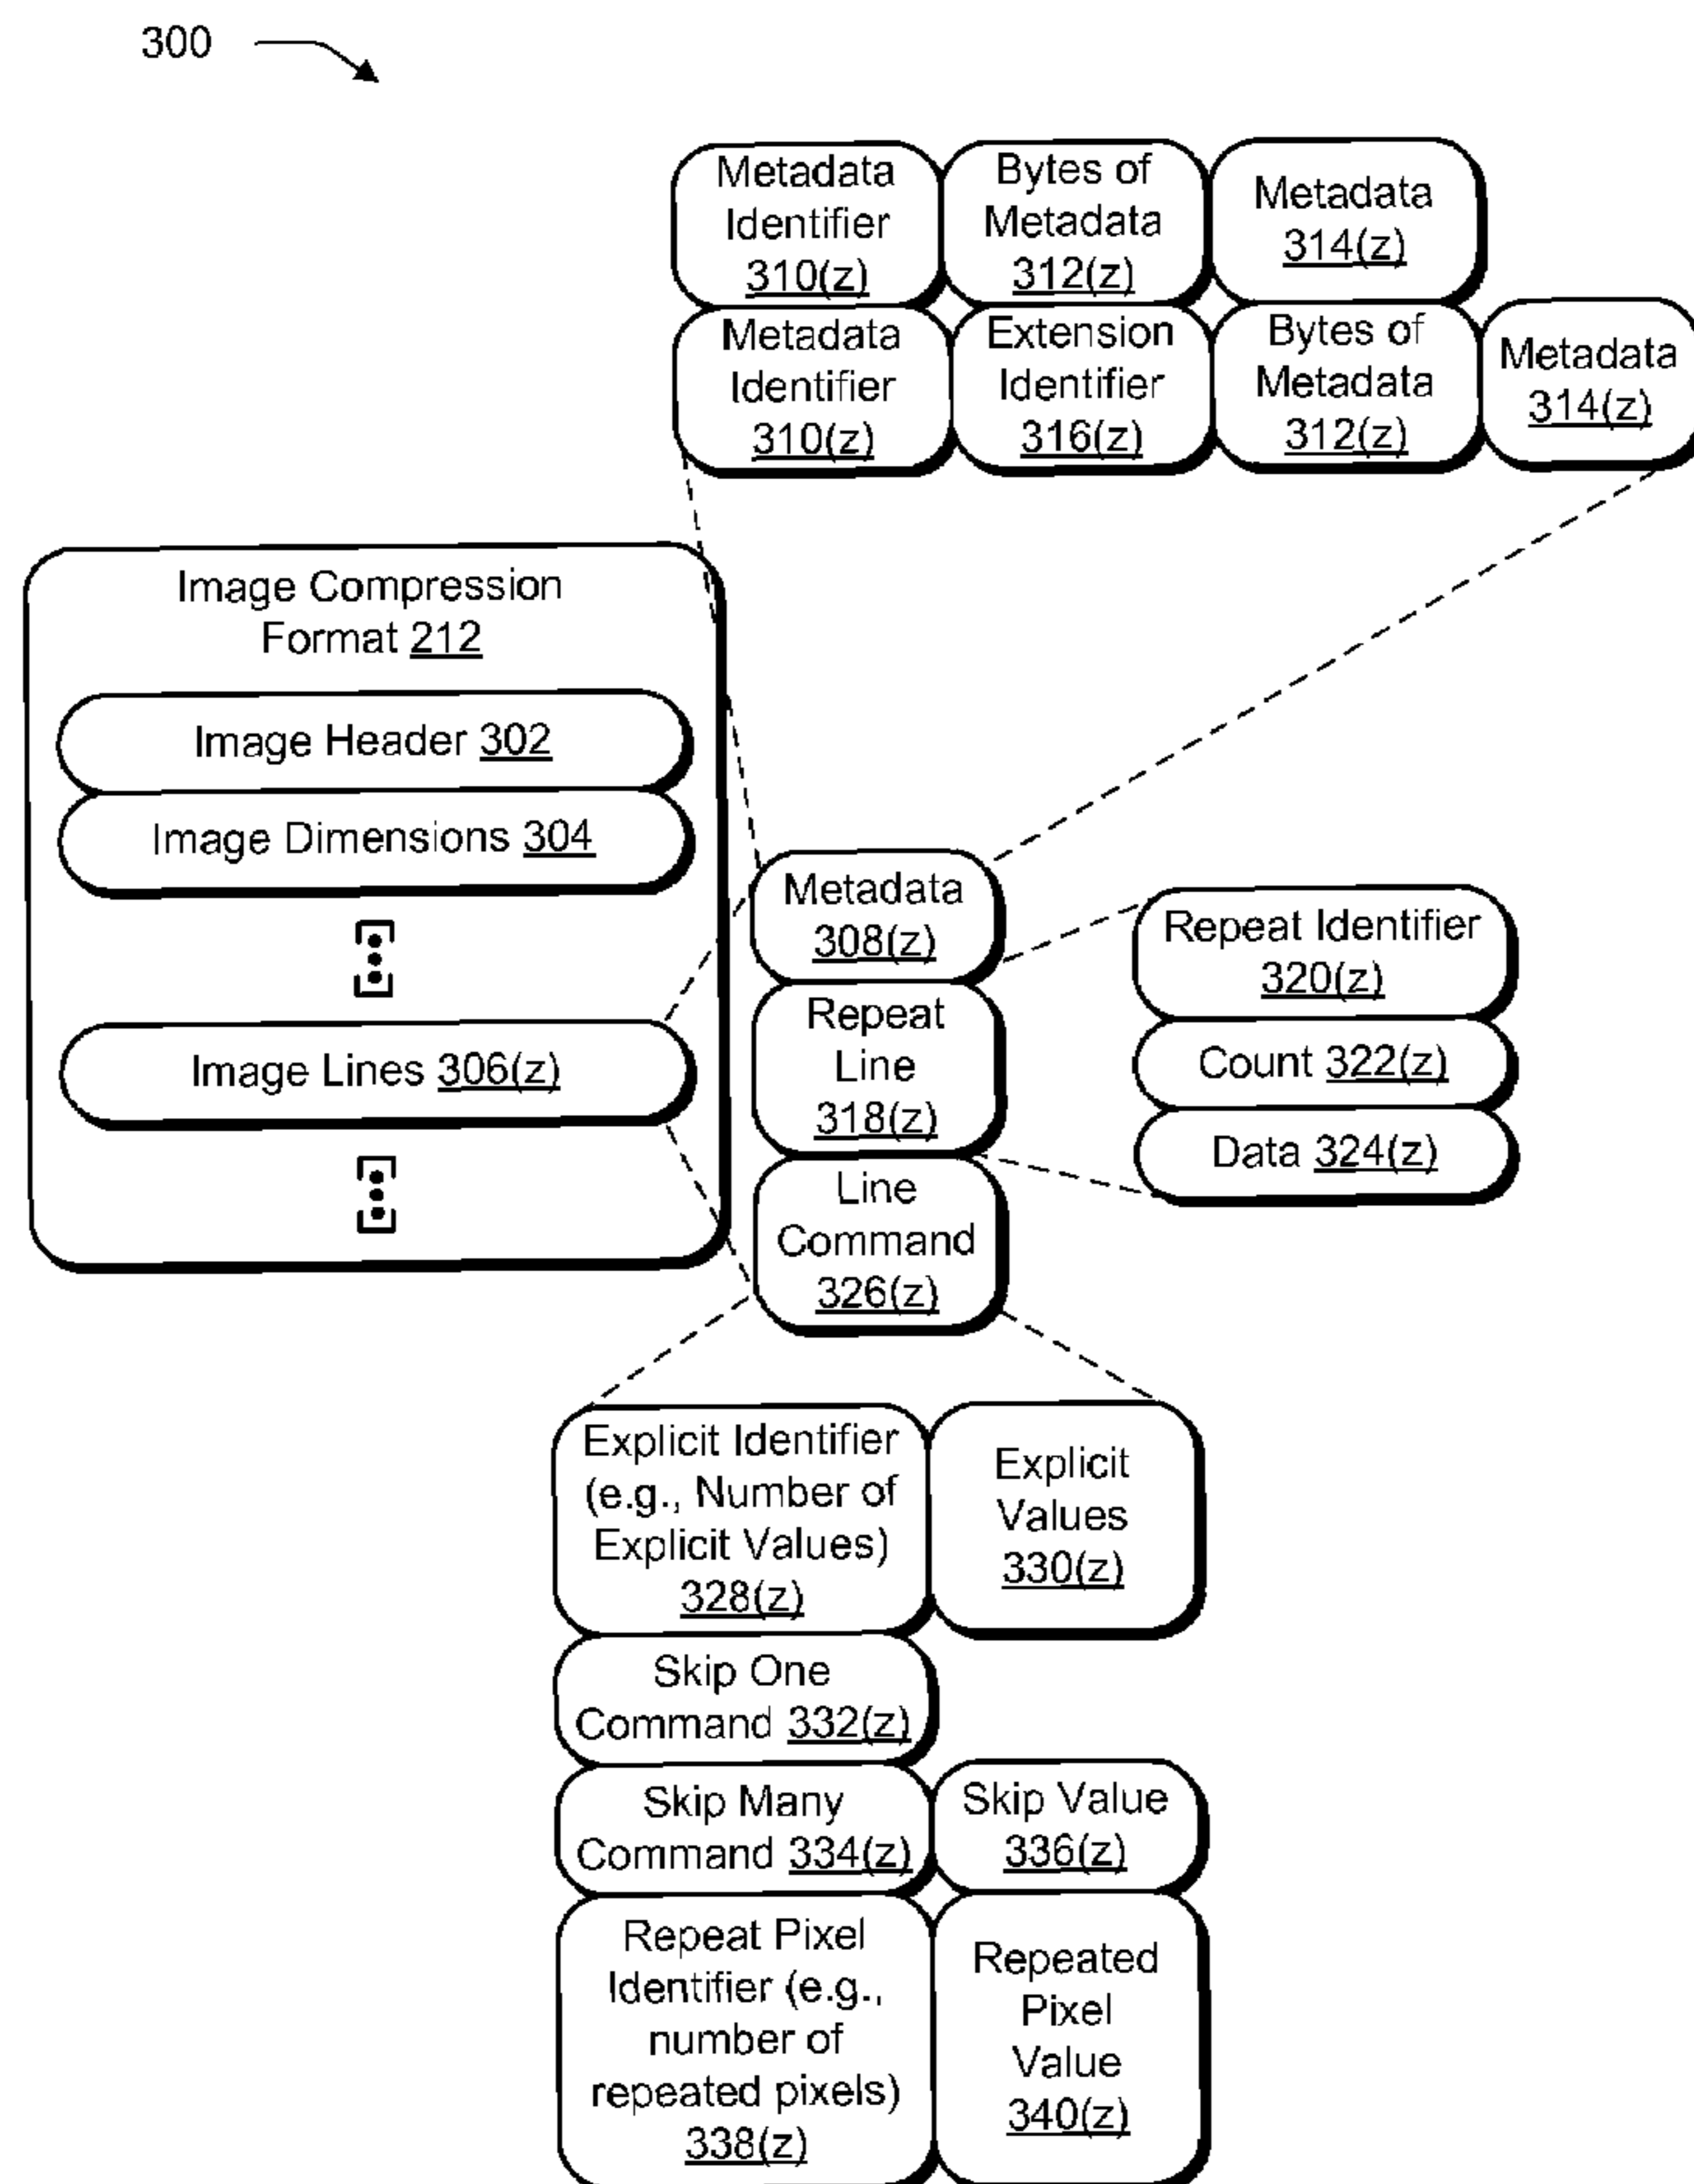 300
Metadata
Identifier
310(z)
Bytes of
Metadata
312(z)
Metadata
314(z)
Metadata
Identifier
310(z)
Extension
Identifier
316(z)
Bytes of
Metadata
312(z)
Metadata
314(z)
Image Compression
Format 212
Image Header 302
Image Dimensions 304
Image Lines 306(z)
Metadata
308(z)
Repeat
Line
318(z)
Line
Command
326(z)
Repeat Identifier
320(z)
Count 322(z)
Data 324(z)
Explicit Identifier
(e.g., Number of
Explicit Values)
328(z)
Explicit
Values
330(z)
Skip One
Command 332(z)
Skip Many
Command 334(z)
Skip Value
336(z)
Repeat Pixel
Identifier (e.g.,
number of
repeated pixels)
338(z)
Repeated
Pixel
Value
340(z)